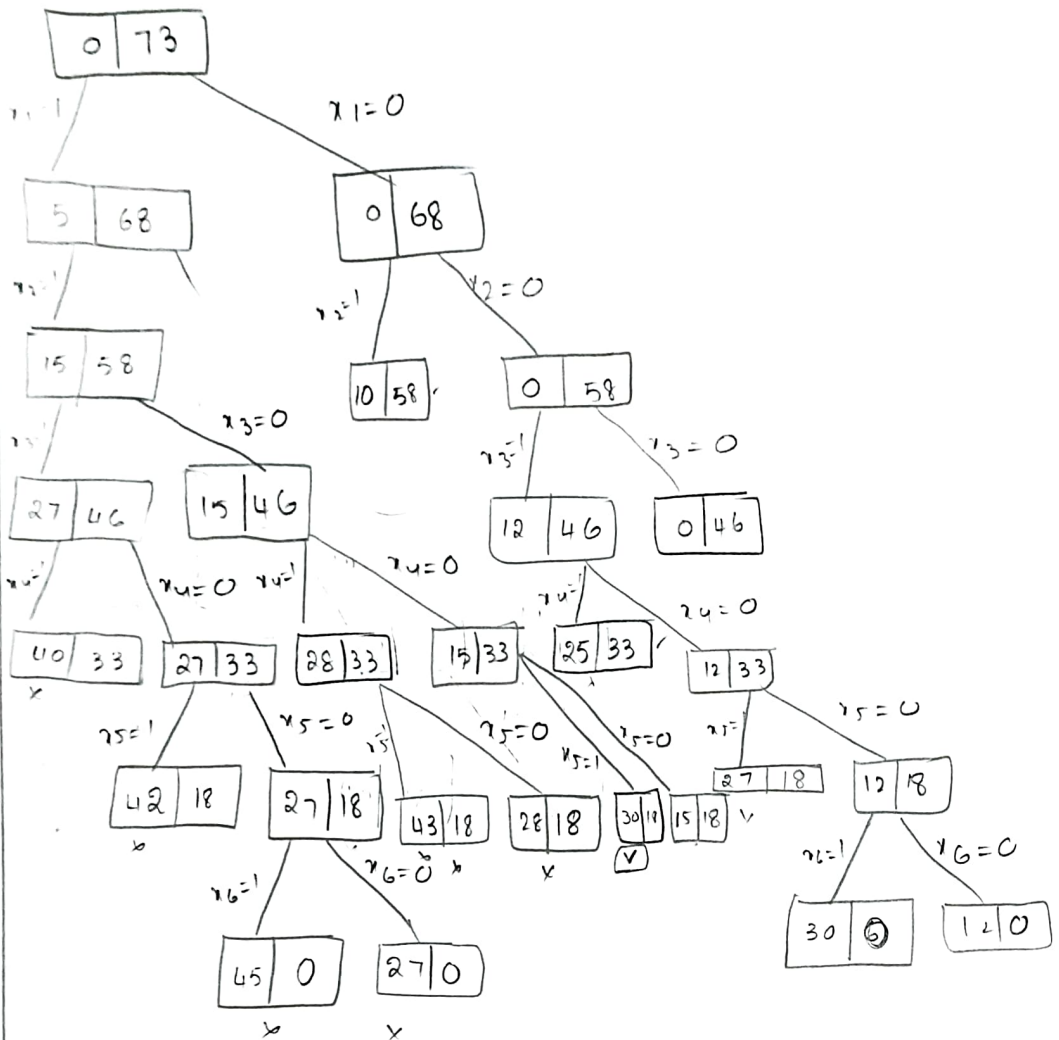 0 | 73
x1=1 x1=0
5 | 68
0 | 68
x2=1 x2=1 x2=0
15 | 58
10 | 58
0 | 58
x3=1 x3=0 x3=1 x3=0
27 | 46
15 | 46
12 | 46
0 | 46
x4=1 x4=0 x4=1 x4=0 x4=1 x4=0
40 | 33
27 | 33
28 | 33
15 | 33
25 | 33
12 | 33
x
x5=1 x5=0 x5=1 x5=0 x5=1 x5=0 x5=1 x5=0
42 | 18
27 | 18
43 | 18
28 | 18
30 | 18
15 | 18
27 | 18
12 | 18
x x x x v v
x6=1 x6=0 x6=1 x6=0
45 | 0
27 | 0
30 | 0
12 | 0
x x